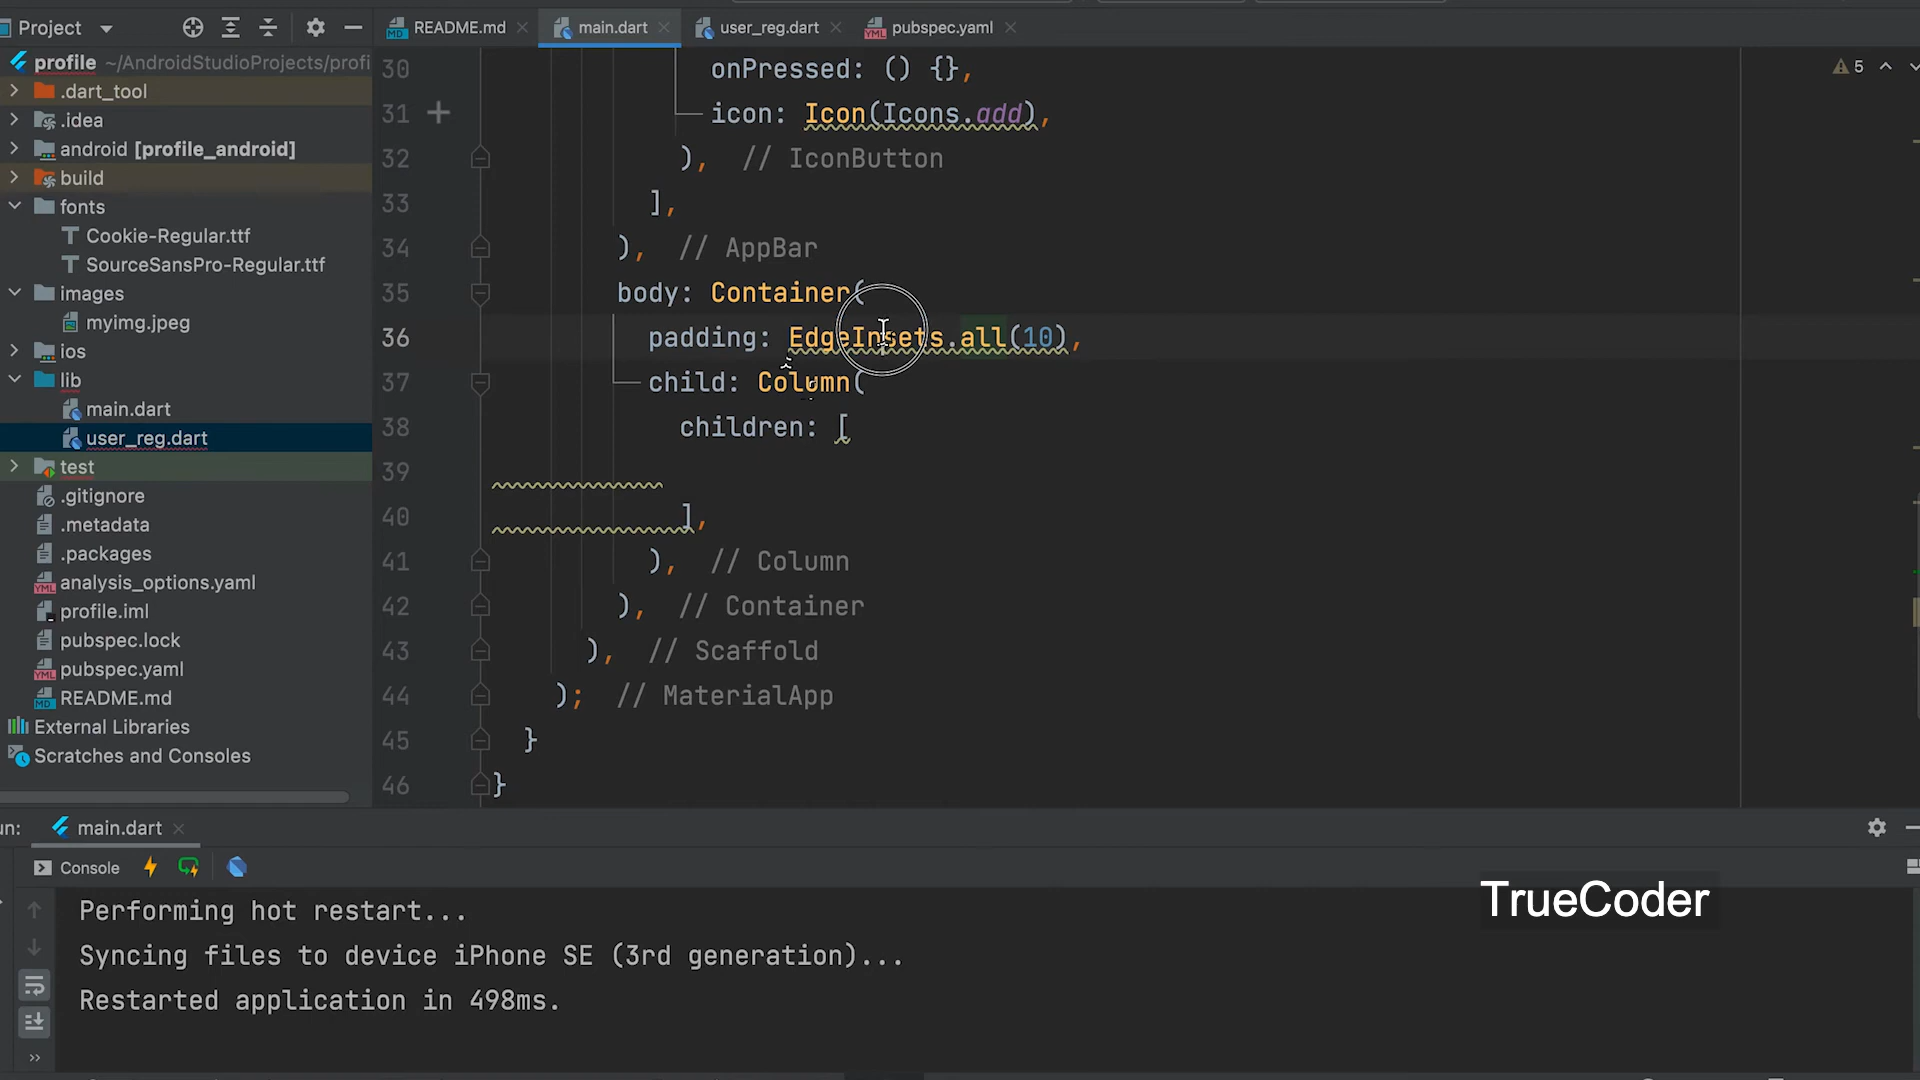 Project
README.md
main.dart
user_reg.dart
pubspec.yaml
profile ~/AndroidStudioProjects/profi
.dart_tool
.idea
android [profile_android]
build
fonts
Cookie-Regular.ttf
SourceSansPro-Regular.ttf
images
myimg.jpeg
ios
lib
main.dart
user_reg.dart
test
.gitignore
.metadata
.packages
analysis_options.yaml
profile.iml
pubspec.lock
pubspec.yaml
README.md
External Libraries
Scratches and Consoles
5
30 onPressed: () {},
31 icon: Icon(Icons.add),
32 ), // IconButton
33 ],
34 ), // AppBar
35 body: Container(
36 padding: EdgeInsets.all(10),
37 child: Column(
38 children: [
39
40 ],
41 ), // Column
42 ), // Container
43 ), // Scaffold
44 ); // MaterialApp
45 }
46 }
un: main.dart
Console
Performing hot restart...
Syncing files to device iPhone SE (3rd generation)...
Restarted application in 498ms.
TrueCoder